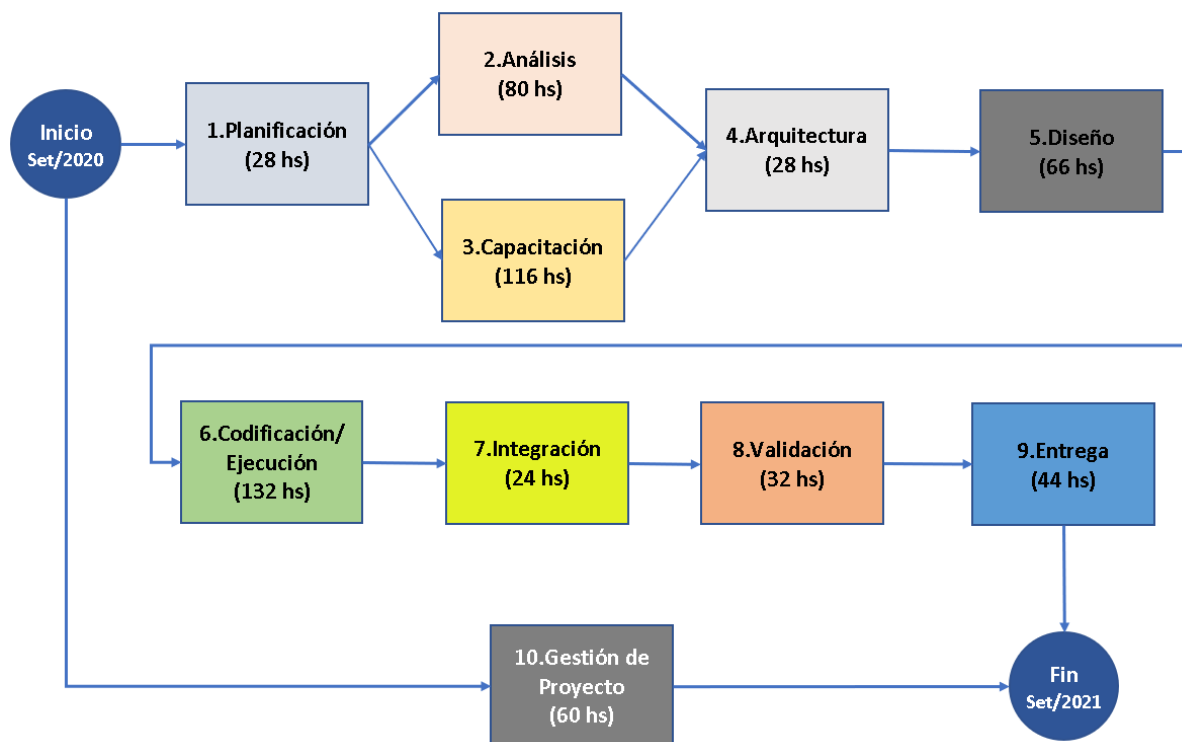 Inicio
Set/2020
1.Planificación
(28 hs)
2.Análisis
(80 hs)
3.Capacitación
(116 hs)
4.Arquitectura
(28 hs)
5.Diseño
(66 hs)
6.Codificación/
Ejecución
(132 hs)
7.Integración
(24 hs)
8.Validación
(32 hs)
9.Entrega
(44 hs)
10.Gestión de
Proyecto
(60 hs)
Fin
Set/2021